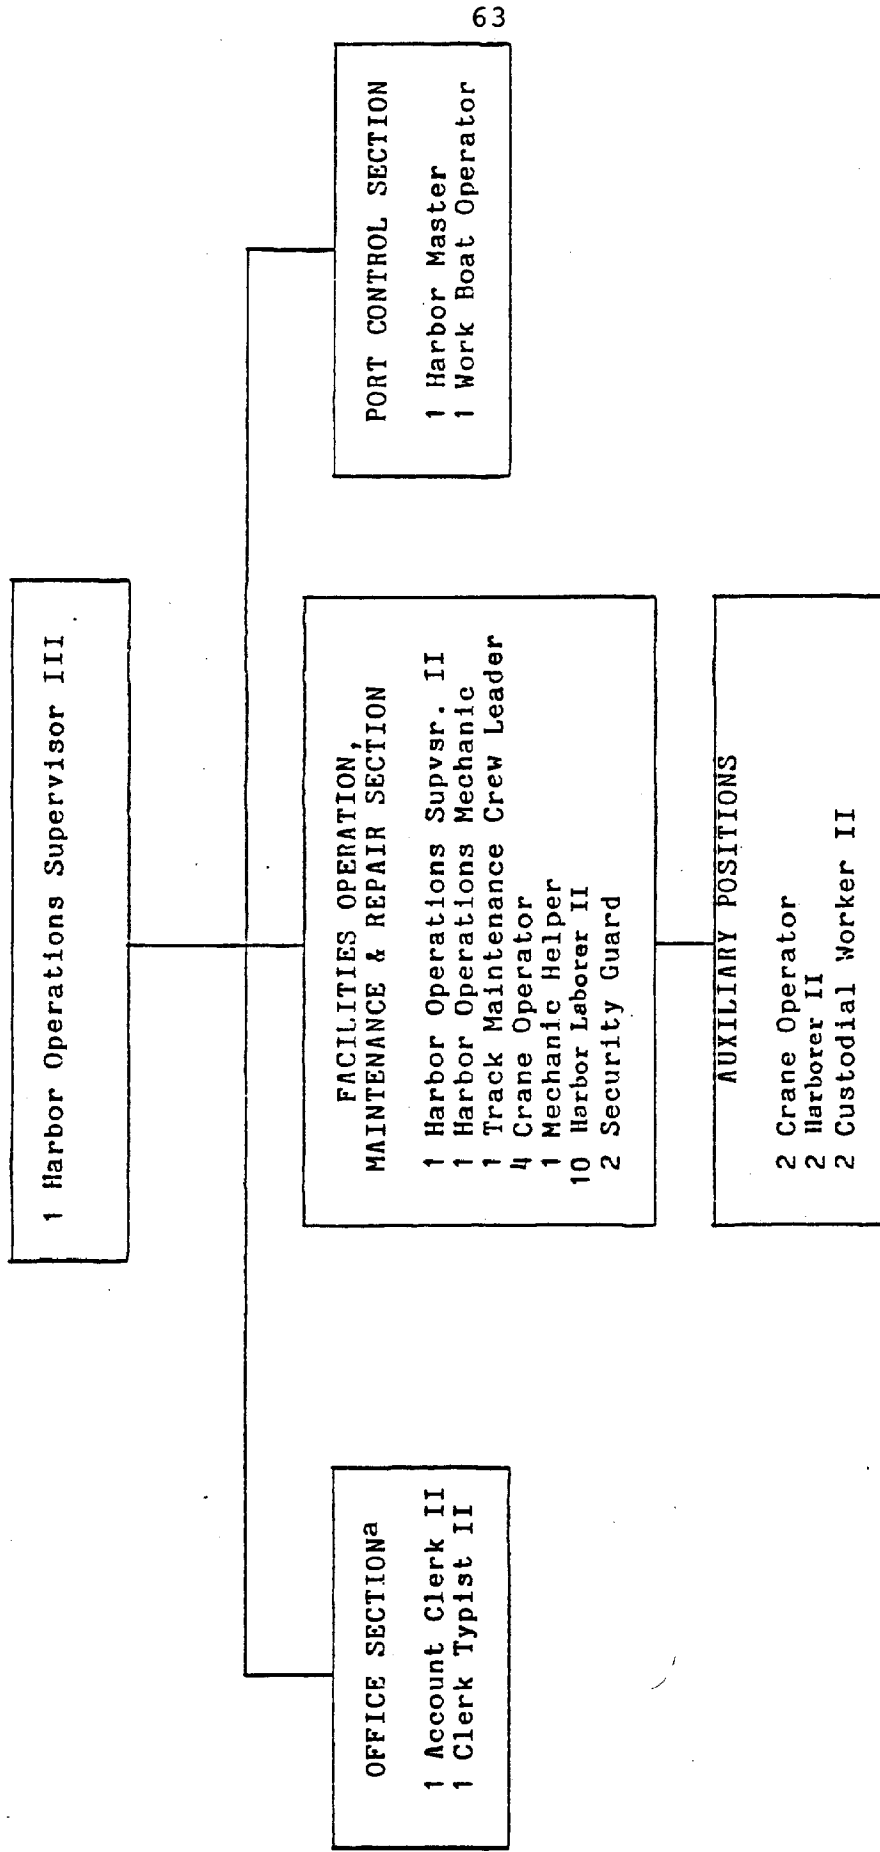 63
1 Harbor Operations Supervisor III
OFFICE SECTIONa
1 Account Clerk II
1 Clerk Typist II
FACILITIES OPERATION,
MAINTENANCE & REPAIR SECTION
1 Harbor Operations Supvsr. II
1 Harbor Operations Mechanic
1 Track Maintenance Crew Leader
4 Crane Operator
1 Mechanic Helper
10 Harbor Laborer II
2 Security Guard
PORT CONTROL SECTION
1 Harbor Master
1 Work Boat Operator
AUXILIARY POSITIONS
2 Crane Operator
2 Harborer II
2 Custodial Worker II